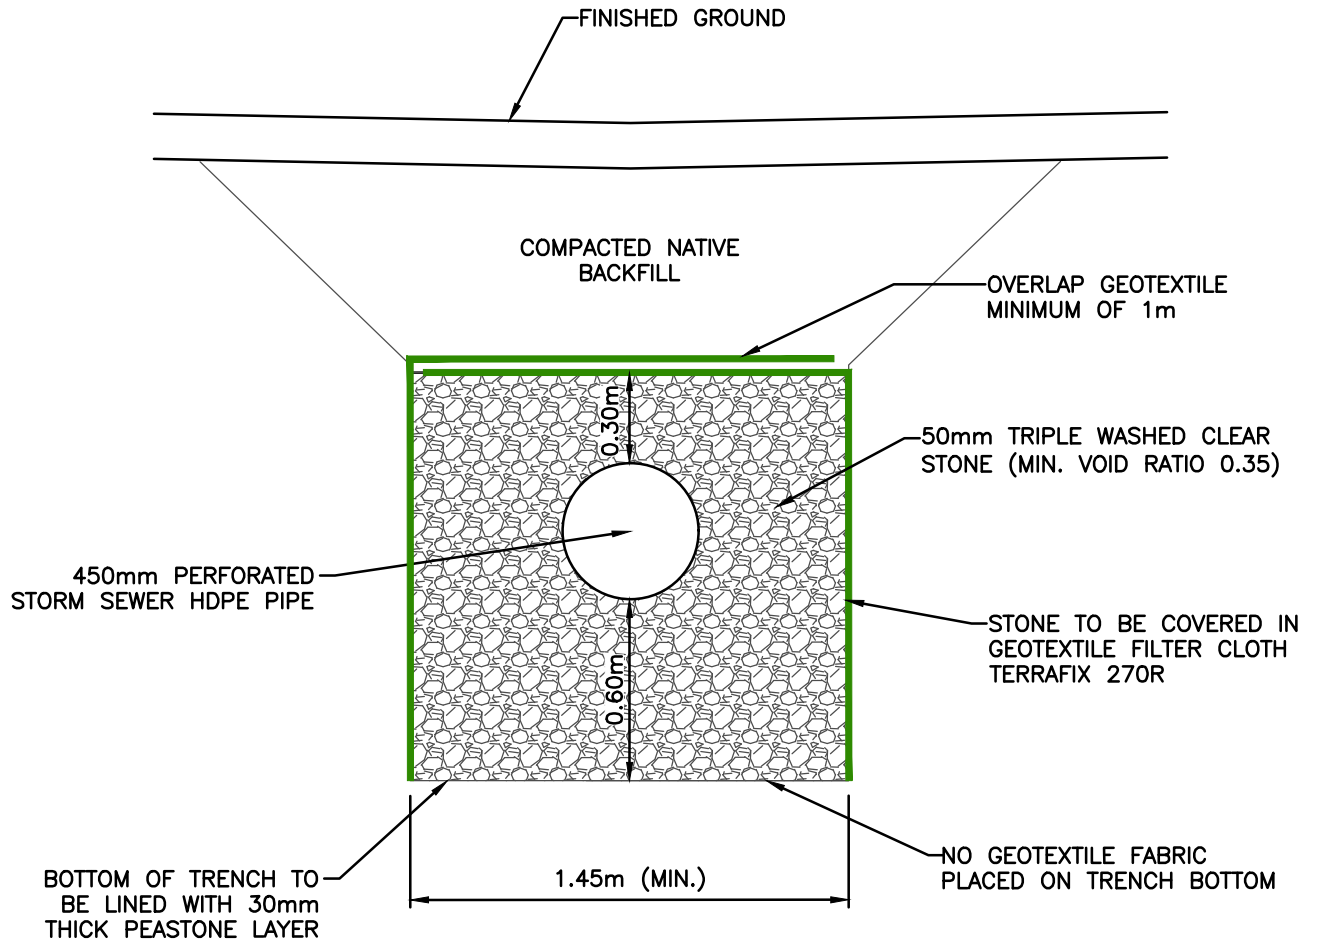 FINISHED GROUND
COMPACTED NATIVE
BACKFILL
OVERLAP GEOTEXTILE
MINIMUM OF 1m
0.30m
50mm TRIPLE WASHED CLEAR
STONE (MIN. VOID RATIO 0.35)
450mm PERFORATED
STORM SEWER HDPE PIPE
STONE TO BE COVERED IN
GEOTEXTILE FILTER CLOTH
TERRAFIX 270R
0.60m
NO GEOTEXTILE FABRIC
PLACED ON TRENCH BOTTOM
1.45m (MIN.)
BOTTOM OF TRENCH TO
BE LINED WITH 30mm
THICK PEASTONE LAYER